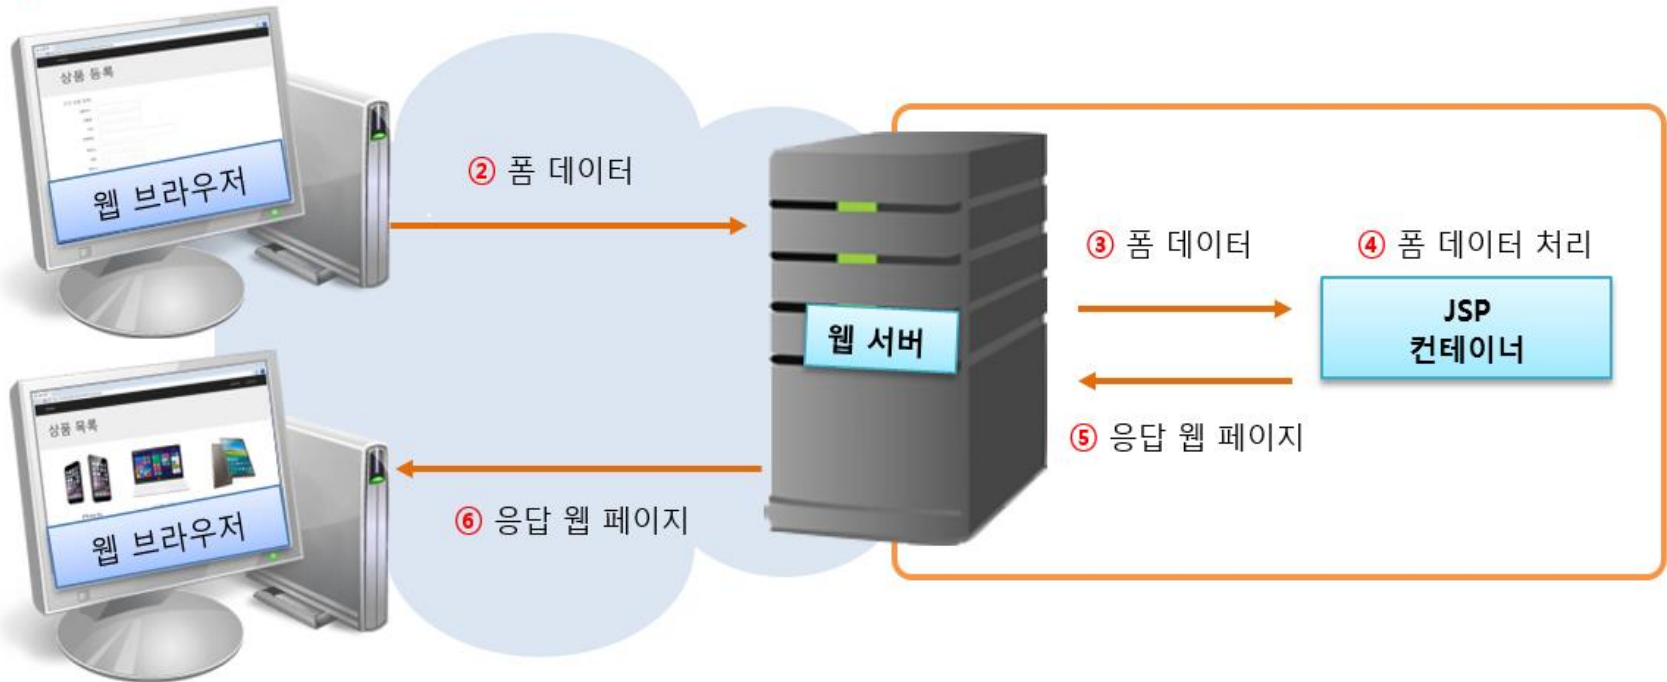 상품 등록
웹 브라우저
② 폼 데이터
③ 폼 데이터
④ 폼 데이터 처리
웹 서버
JSP
컨테이너
⑤ 응답 웹 페이지
상품 목록
웹 브라우저
⑥ 응답 웹 페이지